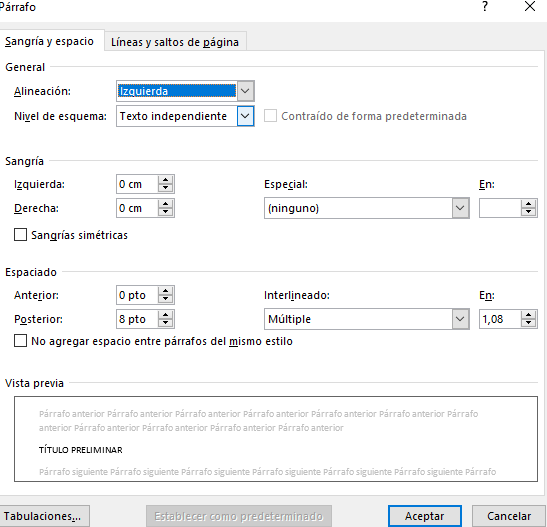 Párrafo ? ×
Sangría y espacio Líneas y saltos de página
General
Alineación: Izquierda
Nivel de esquema: Texto independiente Contraído de forma predeterminada
Sangría
Izquierda: 0 cm Especial: En:
Derecha: 0 cm (ninguno)
Sangrías simétricas
Espaciado
Anterior: 0 pto Interlineado: En:
Posterior: 8 pto Múltiple 1,08
No agregar espacio entre párrafos del mismo estilo
Vista previa
Párrafo anterior Párrafo anterior Párrafo anterior Párrafo anterior Párrafo anterior Párrafo anterior Párrafo
anterior Párrafo anterior Párrafo anterior Párrafo anterior Párrafo anterior
TÍTULO PRELIMINAR
Párrafo siguiente Párrafo siguiente Párrafo siguiente Párrafo siguiente Párrafo siguiente Párrafo
Tabulaciones... Establecer como predeterminado Aceptar Cancelar